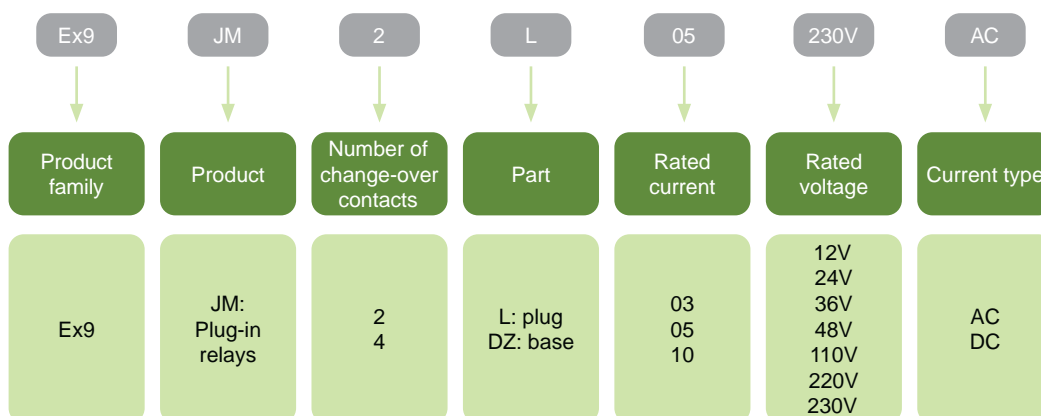 Ex9
JM
2
L
05
230V
AC
Product
family
Product
Number of
change-over
contacts
Part
Rated
current
Rated
voltage
Current type
Ex9
JM:
Plug-in
relays
2
4
L: plug
DZ: base
03
05
10
12V
24V
36V
48V
110V
220V
230V
AC
DC